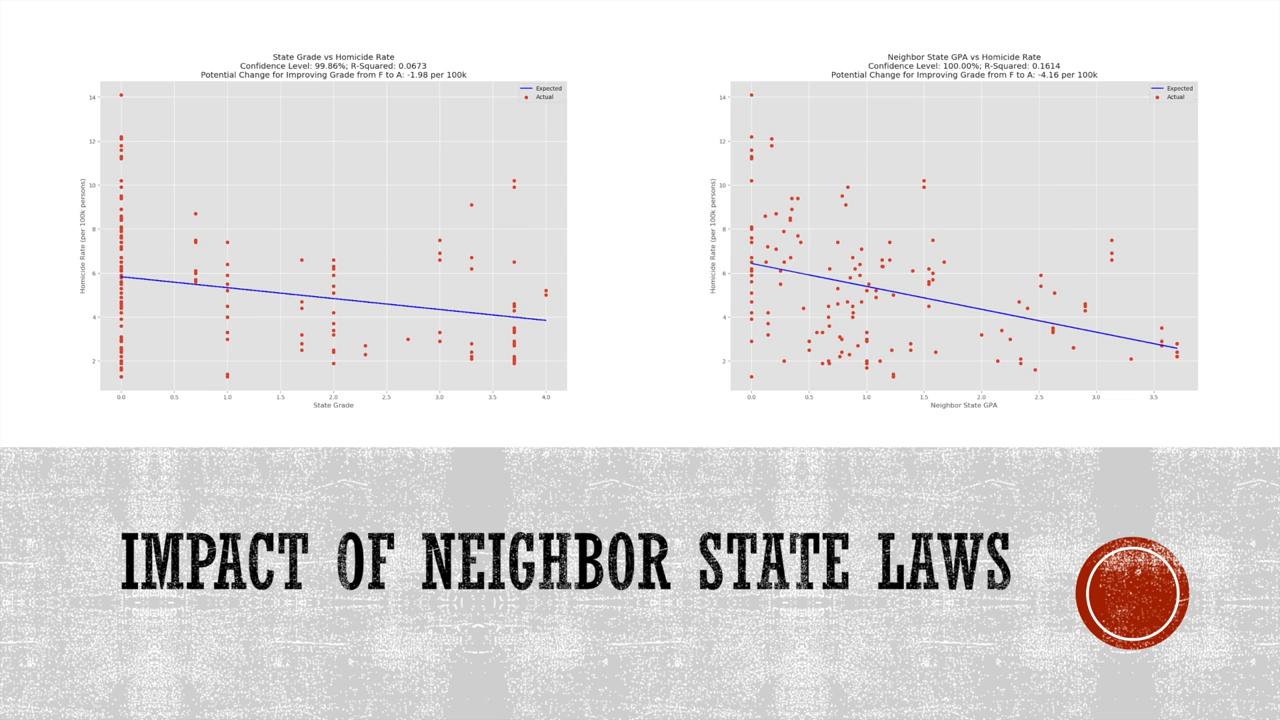 State Grade vs Homicide Rate
Confidence Level: 99.86%; R-Squared: 0.0673
Potential Change for Improving Grade from F to A: -1.98 per 100k
Expected
Actual
14
12
10
8
6
4
2
Homicide Rate (per 100k persons)
0.0 0.5 1.0 1.5 2.0 2.5 3.0 3.5 4.0
State Grade
Neighbor State GPA vs Homicide Rate
Confidence Level: 100.00%; R-Squared: 0.1614
Potential Change for Improving Grade from F to A: -4.16 per 100k
Expected
Actual
14
12
10
8
6
4
2
Homicide Rate (per 100k persons)
0.0 0.5 1.0 1.5 2.0 2.5 3.0 3.5
Neighbor State GPA
IMPACT OF NEIGHBOR STATE LAWS